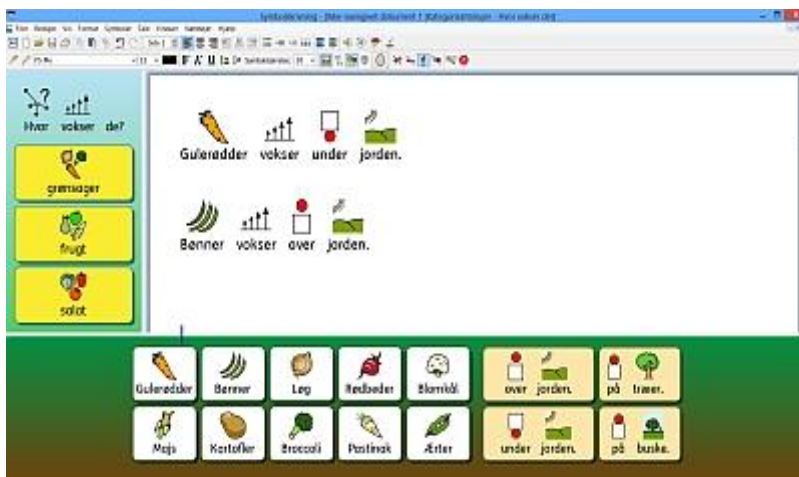 Hvor vokser de?
grønsager
frugt
salat
Gulerødder vokser under jorden.
Bønner vokser over jorden.
Gulerødder Bønner Løg Rødbeder Blomkål over jorden. på træer.
Majs Kartofler Broccoli Pastinak Ærter under jorden. på buske.